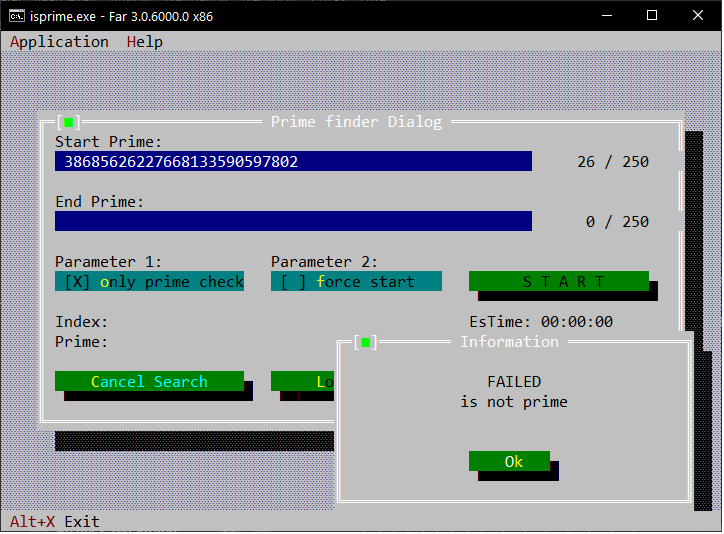 isprime.exe - Far 3.0.6000.0 x86
Application Help
Prime finder Dialog
Start Prime:
38685626227668133590597802 26 / 250
End Prime:
0 / 250
Parameter 1: Parameter 2:
[X] only prime check [ ] force start S T A R T
Index: EsTime: 00:00:00
Prime:
Information
Cancel Search
FAILED
is not prime
Ok
Alt+X Exit